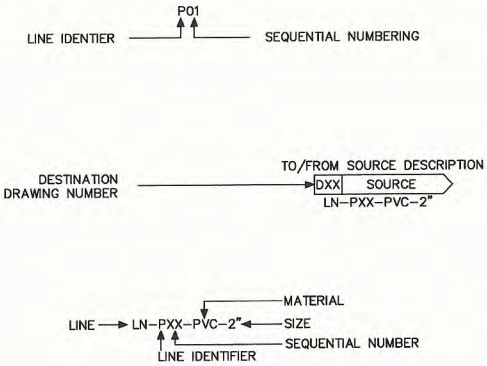 P01
LINE IDENTIER
SEQUENTIAL NUMBERING
TO/FROM SOURCE DESCRIPTION
DESTINATION
DRAWING NUMBER
DXX SOURCE
LN-PXX-PVC-2"
MATERIAL
LINE LN-PXX-PVC-2" SIZE
SEQUENTIAL NUMBER
LINE IDENTIFIER